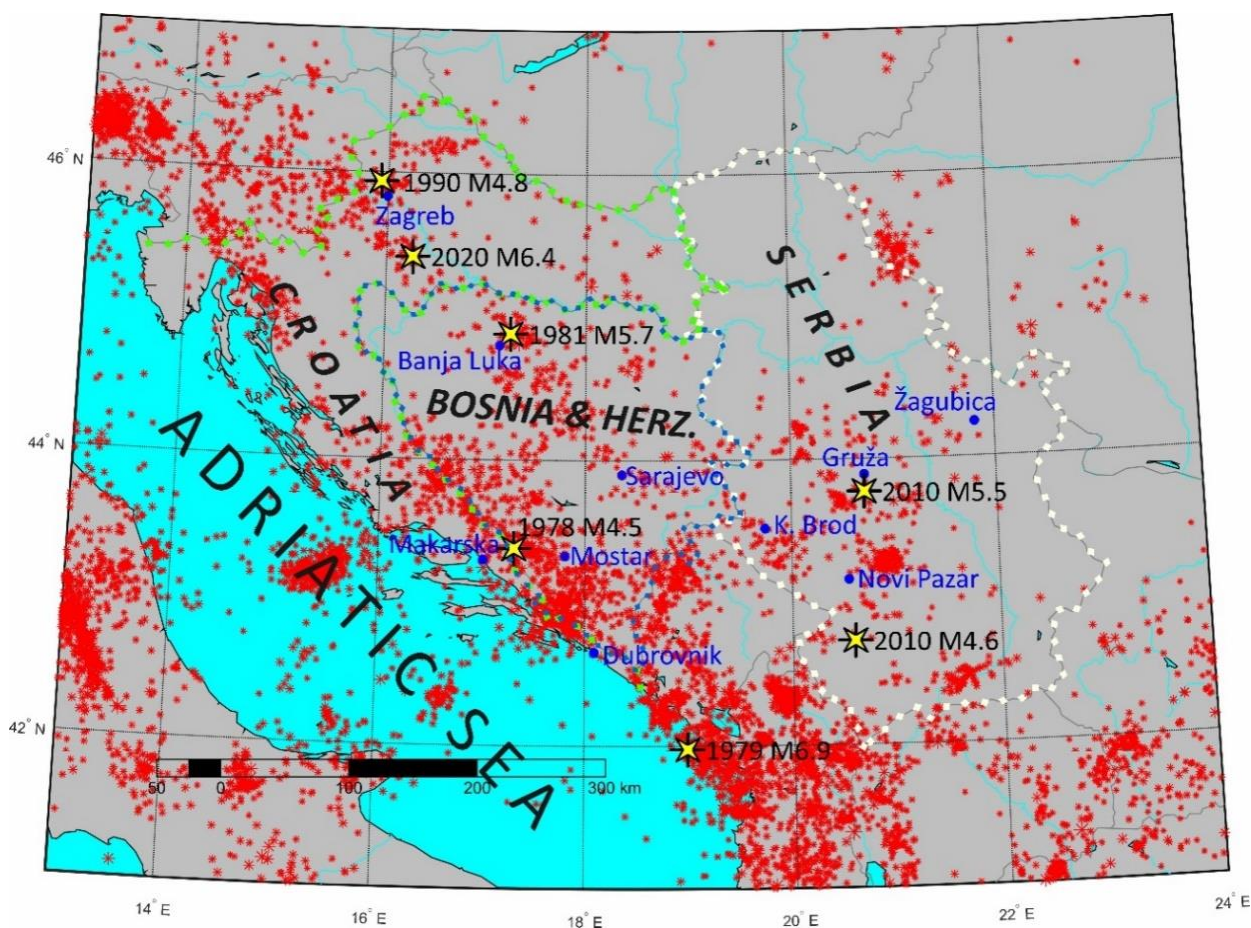 46° N
44° N
42° N
1990 M4.8
Zagreb
2020 M6.4
CROATIA
1981 M5.7
Banja Luka
BOSNIA & HERZ.
SERBIA
Žagubica
Gruža
2010 M5.5
Sarajevo
K. Brod
1978 M4.5
Makarska
Mostar
Novi Pazar
2010 M4.6
Dubrovnik
1979 M6.9
ADRIATIC SEA
50 0 100 200 300 km
14° E 16° E 18° E 20° E 22° E 24° E